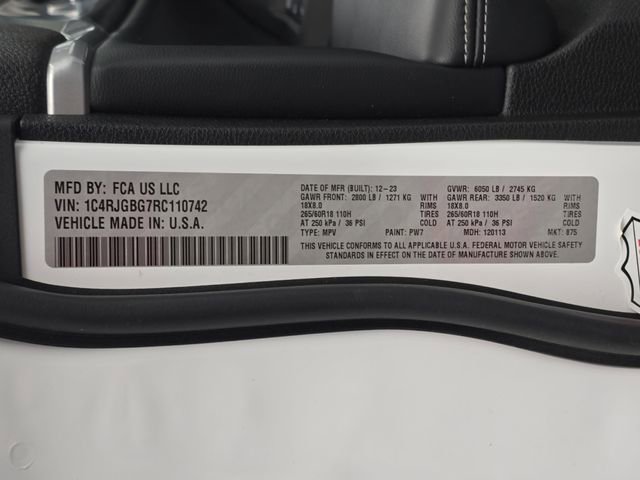 MFD BY: FCA US LLC
VIN: 1C4RJGBG7RC110742
VEHICLE MADE IN: U.S.A.
DATE OF MFR (BUILT): 12-23 GVWR: 6050 LB / 2745 KG
GAWR FRONT: 2800 LB / 1271 KG WITH GAWR REAR: 3350 LB / 1520 KG WITH
18X8.0 RIMS 18X8.0 RIMS
265/60R18 110H TIRES 265/60R18 110H TIRES
AT 250 kPa / 36 PSI COLD AT 250 kPa / 36 PSI COLD
TYPE: MPV PAINT: PW7 MDH: 120113 MKT: 875
THIS VEHICLE CONFORMS TO ALL APPLICABLE U.S.A. FEDERAL MOTOR VEHICLE SAFETY
STANDARDS IN EFFECT ON THE DATE OF MANUFACTURE SHOWN ABOVE.